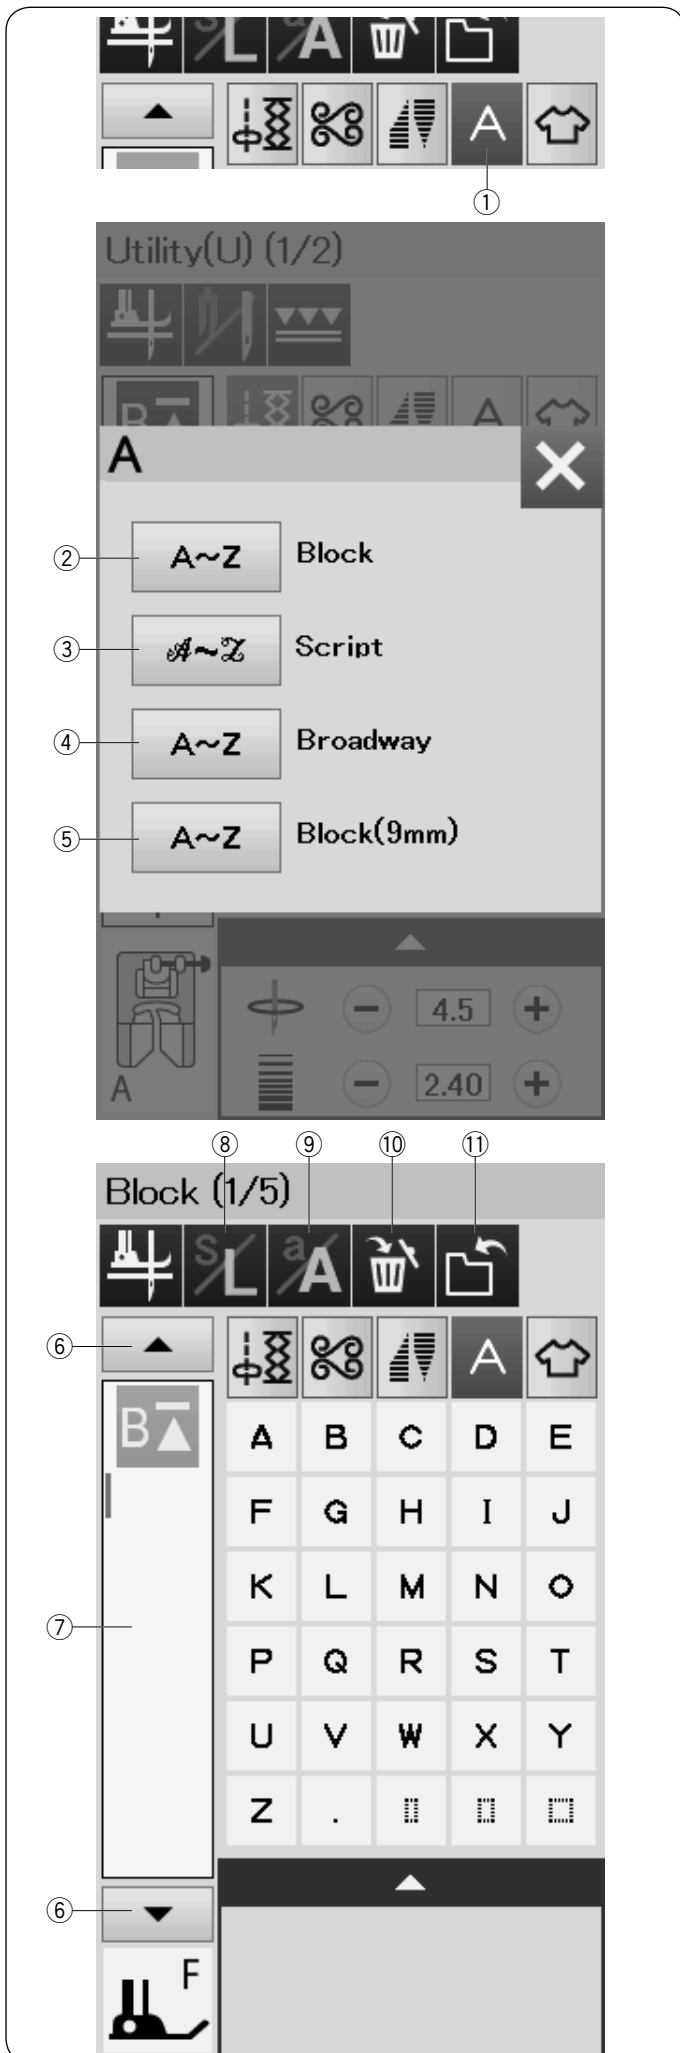 S/L a/A
A
①
Utility(U) (1/2)
B
A
A
② A~Z Block
③ A~Z Script
④ A~Z Broadway
⑤ A~Z Block(9mm)
4.5
A 2.40
⑧ ⑨ ⑩ ⑪
Block (1/5)
S/L a/A
⑥ A
B A B C D E
F G H I J
K L M N O
⑦
P Q R S T
U V W X Y
Z .
⑥
F